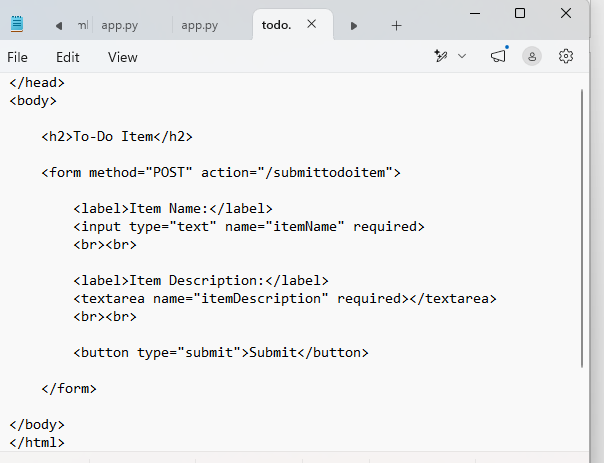 ml app.py app.py todo.
File Edit View
</head>
<body>
<h2>To-Do Item</h2>
<form method="POST" action="/submittodoitem">
<label>Item Name:</label>
<input type="text" name="itemName" required>
<br><br>
<label>Item Description:</label>
<textarea name="itemDescription" required></textarea>
<br><br>
<button type="submit">Submit</button>
</form>
</body>
</html>